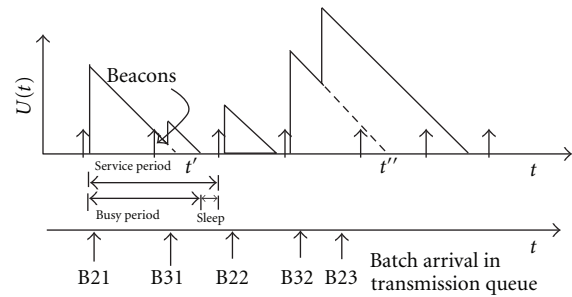 U(t)
Beacons
t′
t″
t
Service period
Busy period
Sleep
t
B21
B31
B22
B32
B23
Batch arrival in
transmission queue